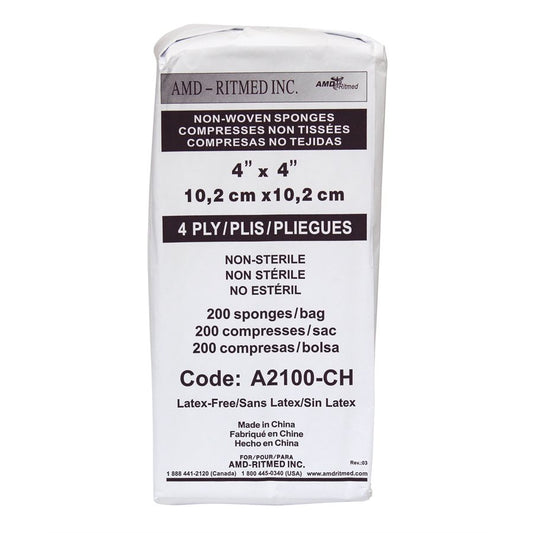 AMD – RITMED INC.
AMD Ritmed
NON-WOVEN SPONGES
COMPRESSES NON TISSÉES
COMPRESAS NO TEJIDAS
4” x 4”
10,2 cm x10,2 cm
4 PLY/PLIS/PLIEGUES
NON-STERILE
NON STÉRILE
NO ESTÉRIL
200 sponges/bag
200 compresses/sac
200 compresas/bolsa
Code: A2100-CH
Latex-Free/Sans Latex/Sin Latex
Made in China
Fabriqué en Chine
Hecho en China
FOR/POUR/PARA
AMD-RITMED INC.
Rev.:03
1 888 441-2120 (Canada) 1 800 445-0340 (USA) www.amdritmed.com